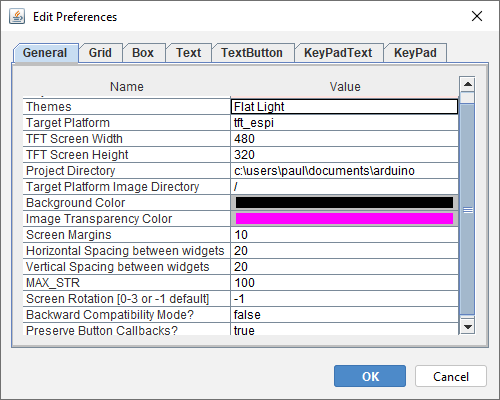 Edit Preferences
General Grid Box Text TextButton KeyPadText KeyPad
Name Value
Themes Flat Light
Target Platform tft_espi
TFT Screen Width 480
TFT Screen Height 320
Project Directory c:\users\paul\documents\arduino
Target Platform Image Directory /
Background Color
Image Transparency Color
Screen Margins 10
Horizontal Spacing between widgets 20
Vertical Spacing between widgets 20
MAX_STR 100
Screen Rotation [0-3 or -1 default] -1
Backward Compatibility Mode? false
Preserve Button Callbacks? true
OK Cancel